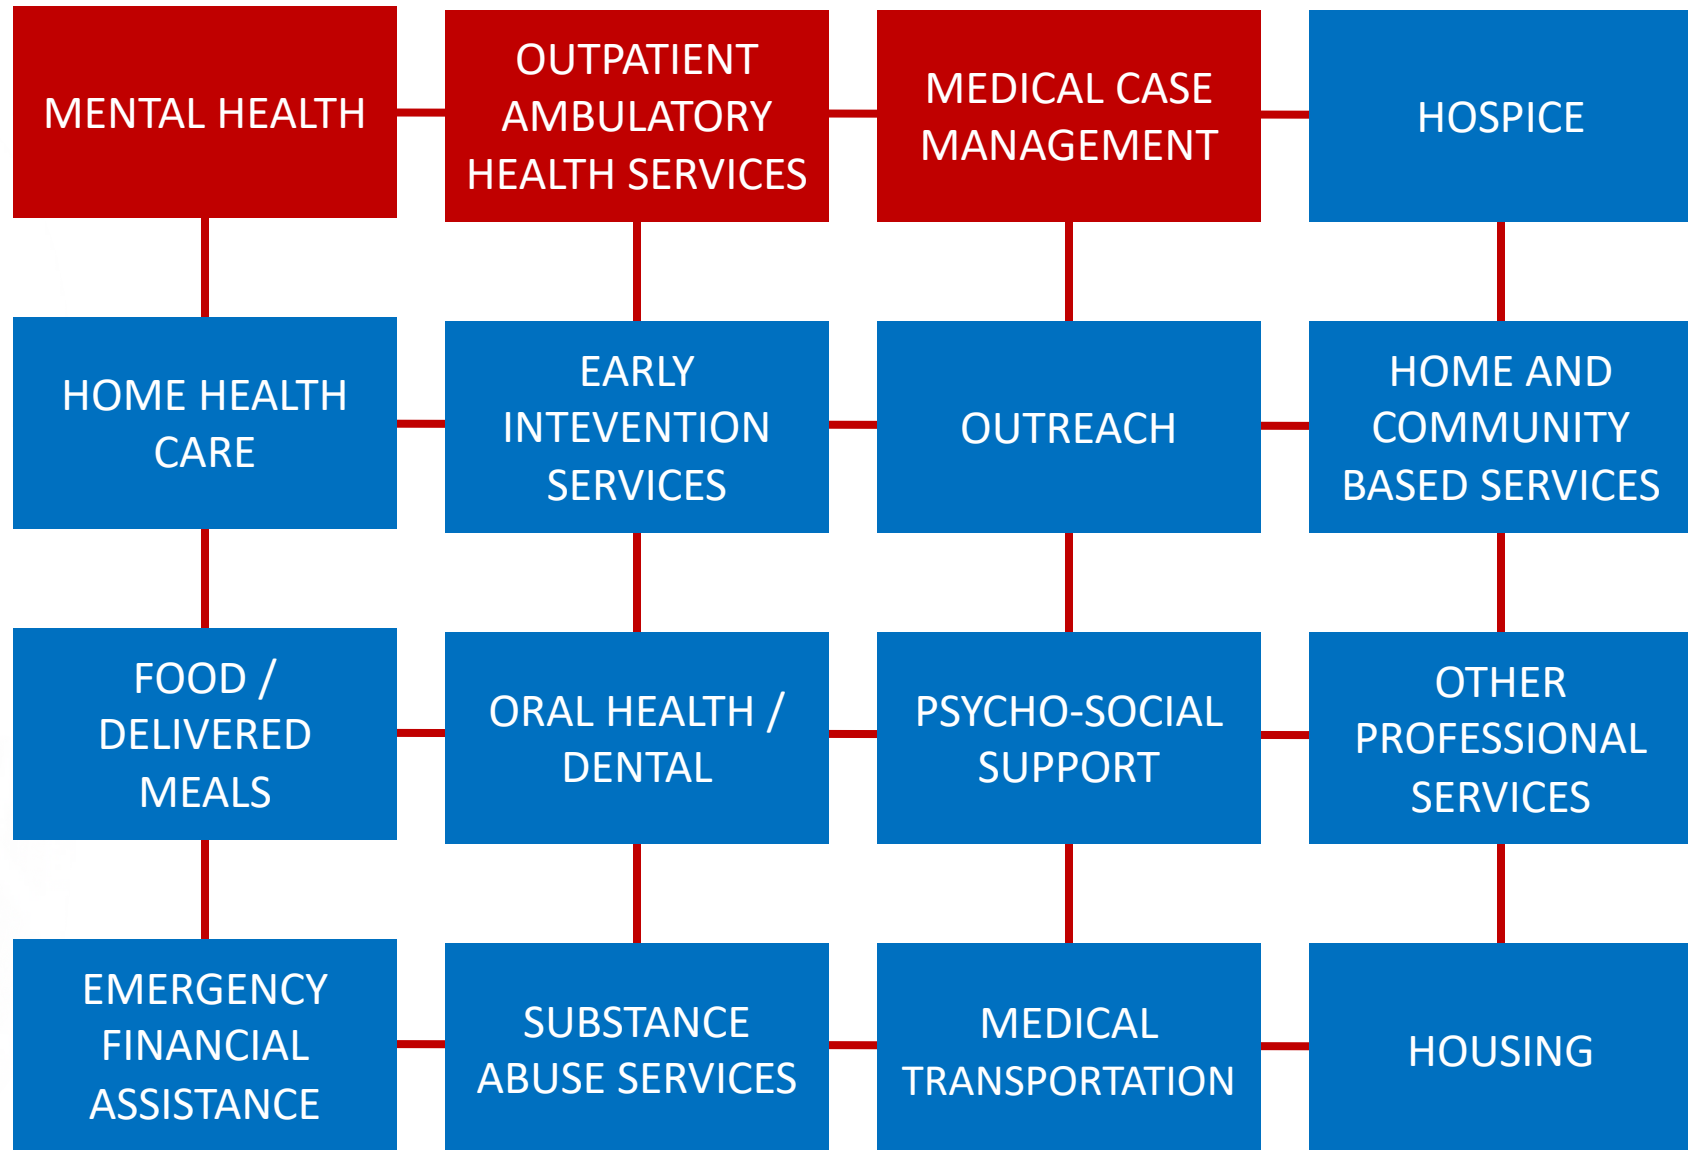 MENTAL HEALTH
OUTPATIENT
AMBULATORY
HEALTH SERVICES
MEDICAL CASE
MANAGEMENT
HOSPICE
HOME HEALTH
CARE
EARLY
INTEVENTION
SERVICES
OUTREACH
HOME AND
COMMUNITY
BASED SERVICES
FOOD /
DELIVERED
MEALS
ORAL HEALTH /
DENTAL
PSYCHO-SOCIAL
SUPPORT
OTHER
PROFESSIONAL
SERVICES
EMERGENCY
FINANCIAL
ASSISTANCE
SUBSTANCE
ABUSE SERVICES
MEDICAL
TRANSPORTATION
HOUSING